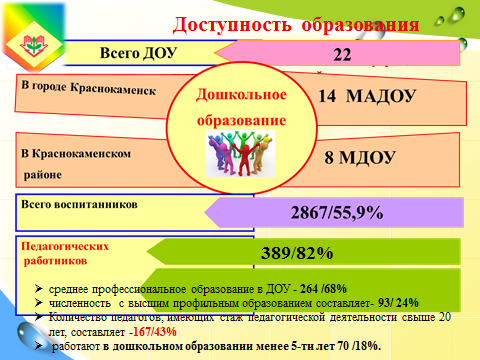 Доступность образования
Всего ДОУ
22
В городе Краснокаменск
Дошкольное
14 МАДОУ
образование
В Краснокаменском
районе
8 МДОУ
Всего воспитанников
2867/55,9%
Педагогических
работников
389/82%
среднее профессиональное образование в ДОУ - 264 /68%
численность с высшим профильным образованием составляет- 93/ 24%
Количество педагогов, имеющих стаж педагогической деятельности свыше 20
лет, составляет -167/43%
работают в дошкольном образовании менее 5-ти лет 70 /18%.